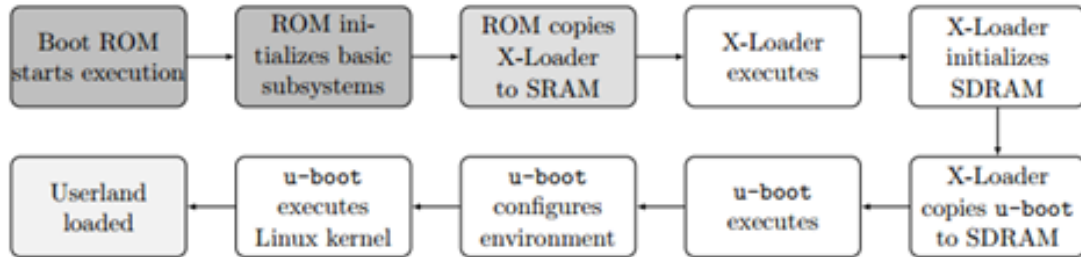 Boot ROM
starts execution
ROM ini-
tializes basic
subsystems
ROM copies
X-Loader
to SRAM
X-Loader
executes
X-Loader
initializes
SDRAM
Userland
loaded
u-boot
executes
Linux kernel
u-boot
configures
environment
u-boot
executes
X-Loader
copies u-boot
to SDRAM